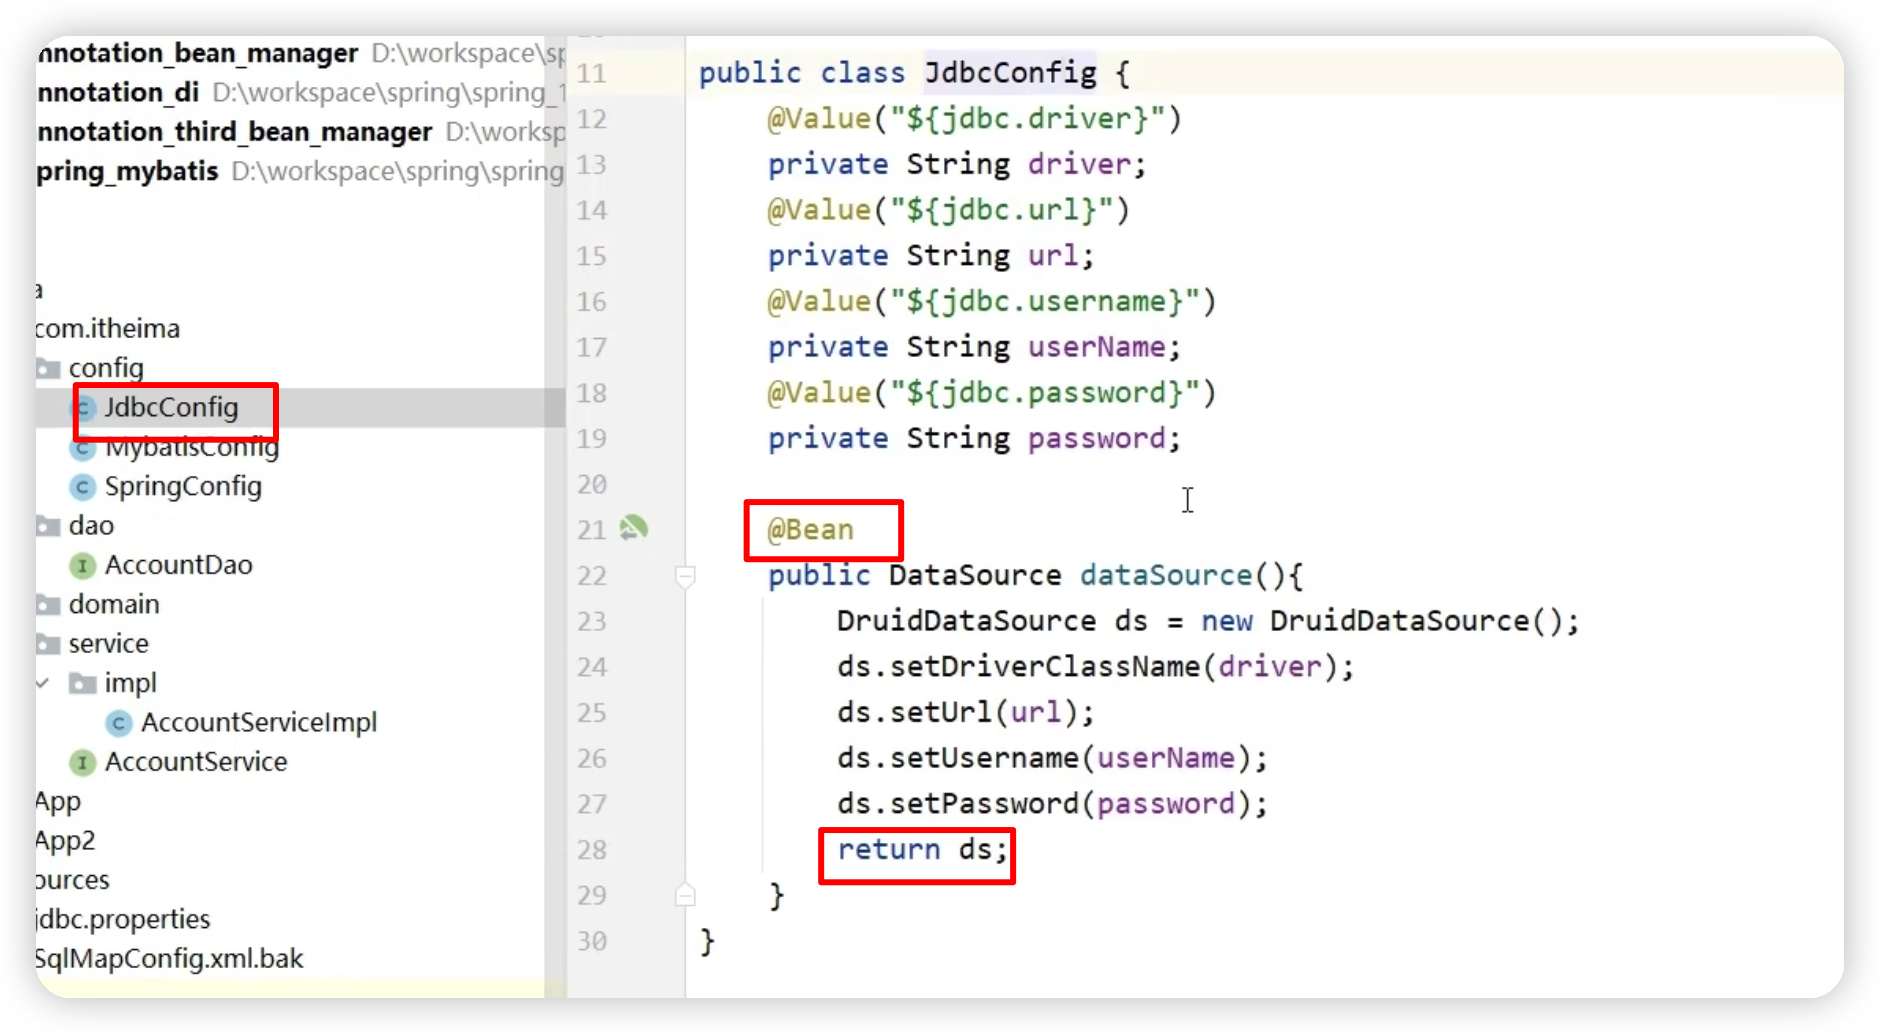 nnotation_bean_manager D:\workspace\sp
nnotation_di D:\workspace\spring\spring_1
nnotation_third_bean_manager D:\worksp
pring_mybatis D:\workspace\spring\spring
a
com.itheima
config
JdbcConfig
MybatisConfig
SpringConfig
dao
AccountDao
domain
service
impl
AccountServiceImpl
AccountService
App
App2
ources
jdbc.properties
SqlMapConfig.xml.bak
11 public class JdbcConfig {
12 @Value("${jdbc.driver}")
13 private String driver;
14 @Value("${jdbc.url}")
15 private String url;
16 @Value("${jdbc.username}")
17 private String userName;
18 @Value("${jdbc.password}")
19 private String password;
20
21 @Bean
22 public DataSource dataSource(){
23 DruidDataSource ds = new DruidDataSource();
24 ds.setDriverClassName(driver);
25 ds.setUrl(url);
26 ds.setUsername(userName);
27 ds.setPassword(password);
28 return ds;
29 }
30 }